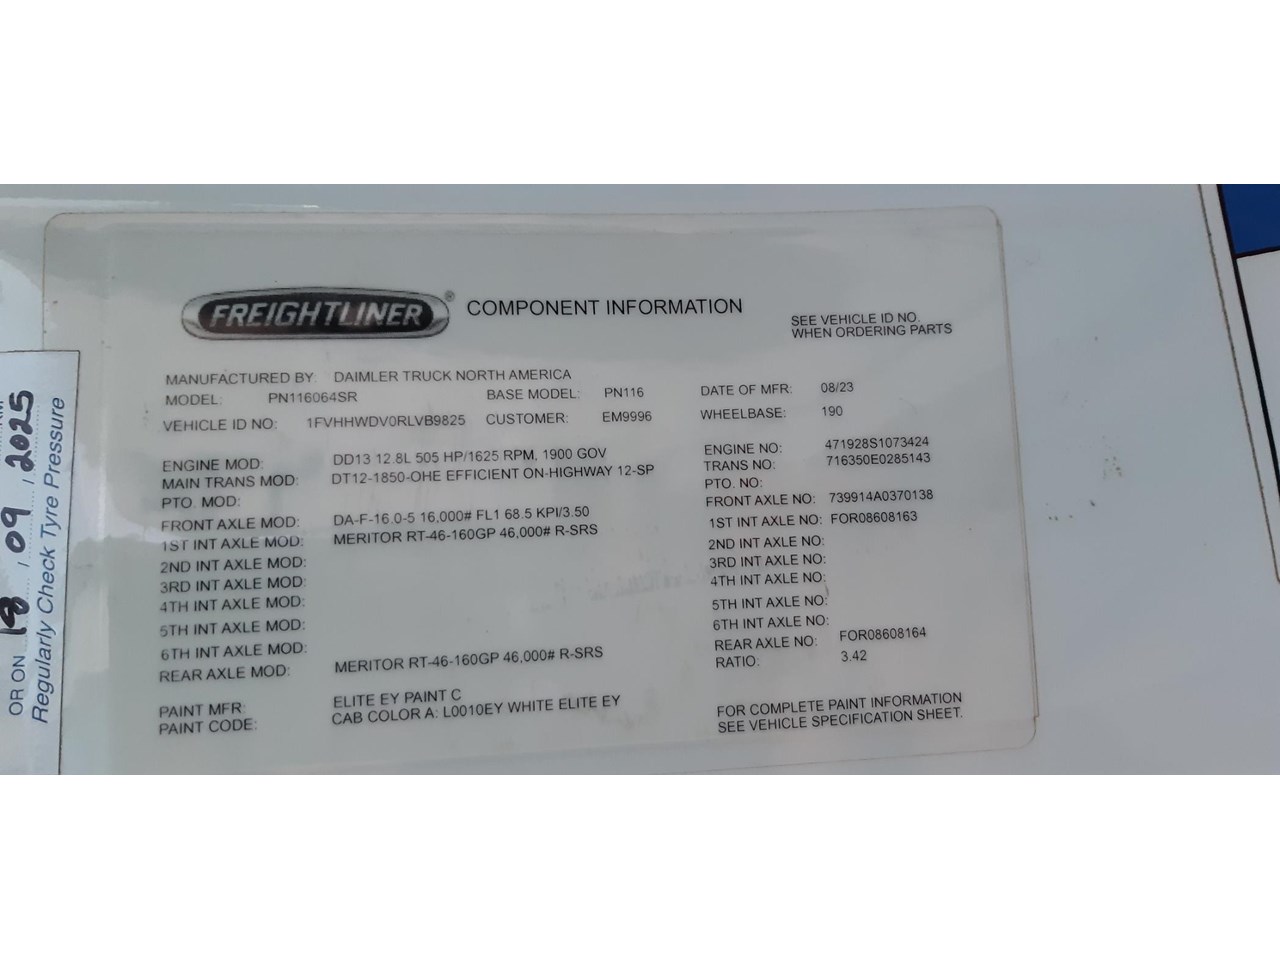 FREIGHTLINER® COMPONENT INFORMATION
SEE VEHICLE ID NO.
WHEN ORDERING PARTS
MANUFACTURED BY: DAIMLER TRUCK NORTH AMERICA
MODEL: PN116064SR BASE MODEL: PN116 DATE OF MFR: 08/23
VEHICLE ID NO: 1FVHHWDV0RLVB9825 CUSTOMER: EM9996 WHEELBASE: 190
ENGINE MOD: DD13 12.8L 505 HP/1625 RPM, 1900 GOV ENGINE NO: 471928S1073424
MAIN TRANS MOD: DT12-1850-OHE EFFICIENT ON-HIGHWAY 12-SP TRANS NO: 716350E0285143
PTO. MOD: PTO. NO:
FRONT AXLE MOD: DA-F-16.0-5 16,000# FL1 68.5 KPI/3.50 FRONT AXLE NO: 739914A0370138
1ST INT AXLE MOD: MERITOR RT-46-160GP 46,000# R-SRS 1ST INT AXLE NO: FOR08608163
2ND INT AXLE MOD: 2ND INT AXLE NO:
3RD INT AXLE MOD: 3RD INT AXLE NO:
4TH INT AXLE MOD: 4TH INT AXLE NO:
5TH INT AXLE MOD: 5TH INT AXLE NO:
6TH INT AXLE MOD: 6TH INT AXLE NO:
REAR AXLE MOD: MERITOR RT-46-160GP 46,000# R-SRS REAR AXLE NO: FOR08608164
RATIO: 3.42
PAINT MFR: ELITE EY PAINT C
PAINT CODE: CAB COLOR A: L0010EY WHITE ELITE EY
FOR COMPLETE PAINT INFORMATION
SEE VEHICLE SPECIFICATION SHEET.
OR ON 18 / 09 / 2025
Regularly Check Tyre Pressure